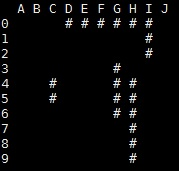 A B C D E F G H I J
0       # # # # # #
1                 #
2                 #
3             #
4     #       # #
5     #       # #
6             # #
7               #
8               #
9               #